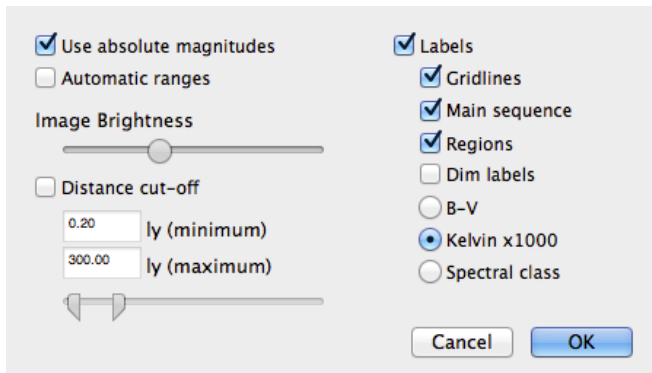 Use absolute magnitudes
Automatic ranges
Image Brightness
Distance cut-off
0.20 ly (minimum)
300.00 ly (maximum)
Labels
Gridlines
Main sequence
Regions
Dim labels
B-V
Kelvin x1000
Spectral class
Cancel OK